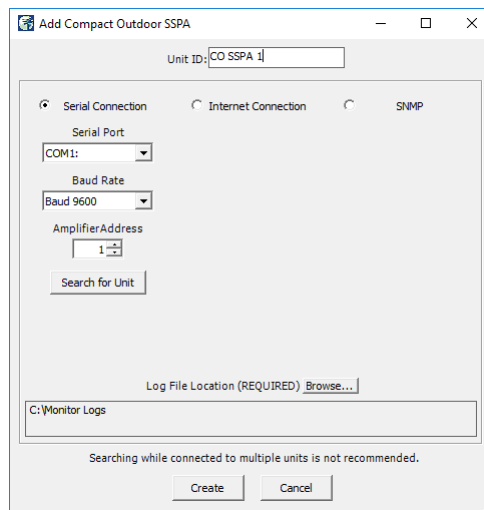 Add Compact Outdoor SSPA
Unit ID: CO SSPA 1
Serial Connection Internet Connection SNMP
Serial Port
COM1:
Baud Rate
Baud 9600
AmplifierAddress
1
Search for Unit
Log File Location (REQUIRED) Browse...
C:\Monitor Logs
Searching while connected to multiple units is not recommended.
Create Cancel